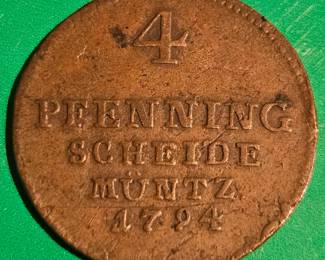 4
PFENNING
SCHEIDE
MÜNTZ
1794